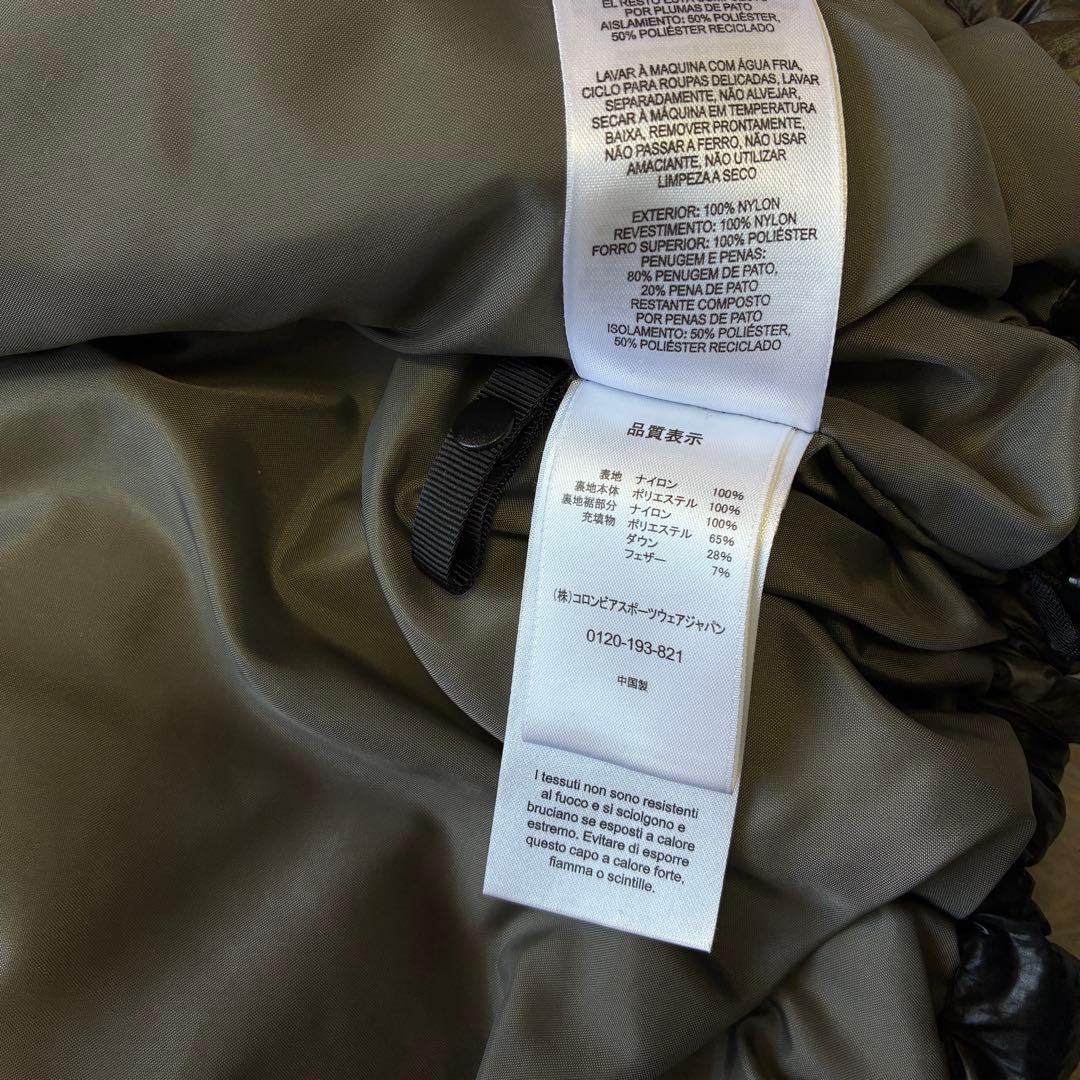 EL RESTO ESTÁ COMPUESTO
POR PLUMAS DE PATO
AISLAMIENTO: 50% POLIÉSTER,
50% POLIÉSTER RECICLADO
LAVAR À MAQUINA COM ÁGUA FRIA,
CICLO PARA ROUPAS DELICADAS, LAVAR
SEPARADAMENTE, NÃO ALVEJAR,
SECAR À MÁQUINA EM TEMPERATURA
BAIXA, REMOVER PRONTAMENTE,
NÃO PASSAR A FERRO, NÃO USAR
AMACIANTE, NÃO UTILIZAR
LIMPEZA A SECO
EXTERIOR: 100% NYLON
REVESTIMENTO: 100% NYLON
FORRO SUPERIOR: 100% POLIÉSTER
PENUGEM E PENAS:
80% PENUGEM DE PATO,
20% PENA DE PATO
RESTANTE COMPOSTO
POR PENAS DE PATO
ISOLAMENTO: 50% POLIÉSTER,
50% POLIÉSTER RECICLADO
品質表示
表地 ナイロン 100%
裏地本体 ポリエステル 100%
裏地裾部分 ナイロン 100%
充填物 ポリエステル 65%
ダウン 28%
フェザー 7%
(株)コロンビアスポーツウェアジャパン
0120-193-821
中国製
I tessuti non sono resistenti
al fuoco e si sciolgono e
bruciano se esposti a calore
estremo. Evitare di esporre
questo capo a calore forte,
fiamma o scintille.